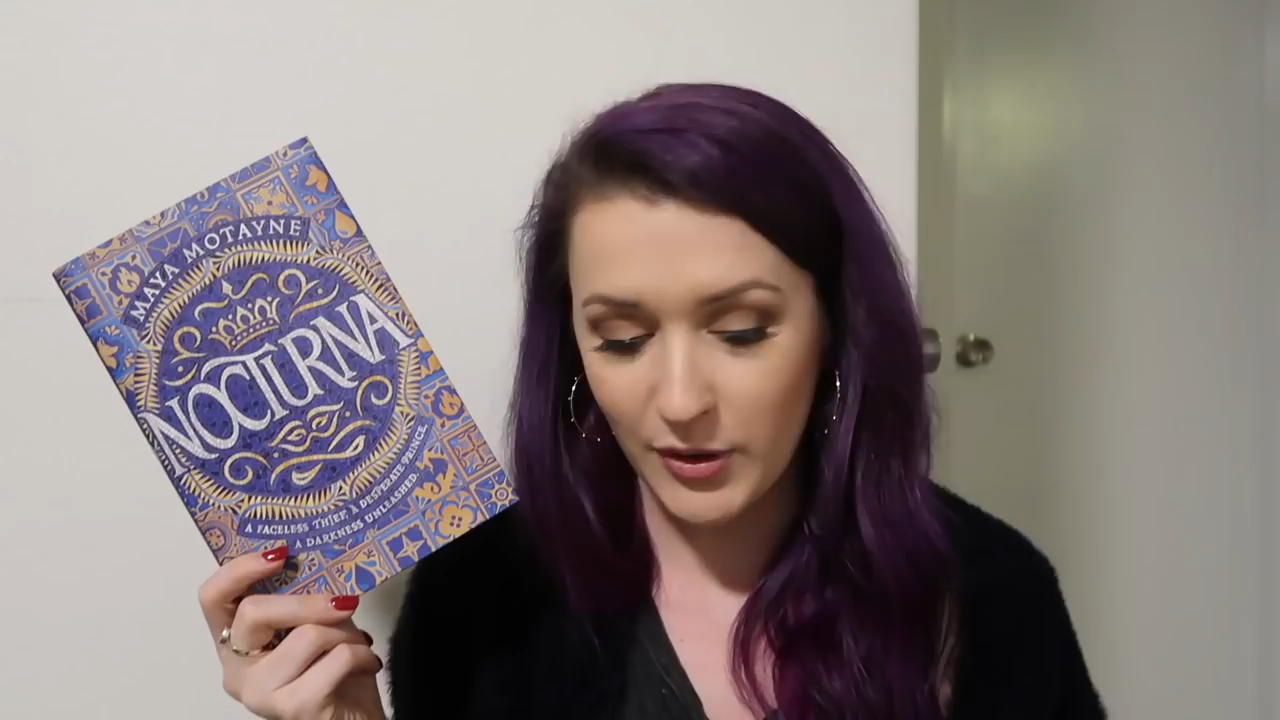 MAYA MOTAYNE
NOCTURNA
A FACELESS THIEF, A DESPERATE PRINCE,
A DARKNESS UNLEASHED.